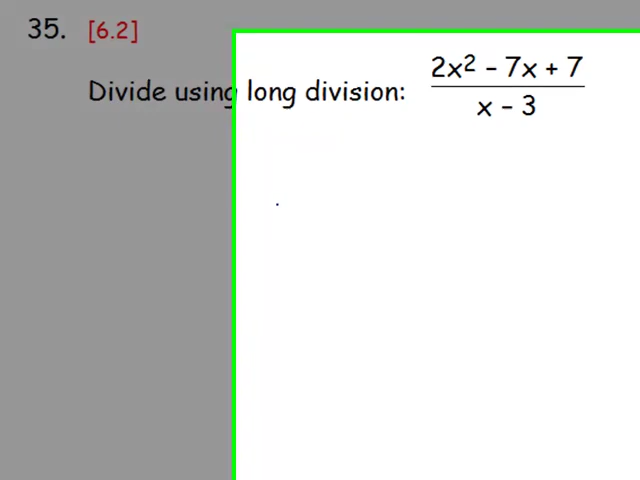 35. [6.2]
Divide using long division: 2x² – 7x + 7
x – 3